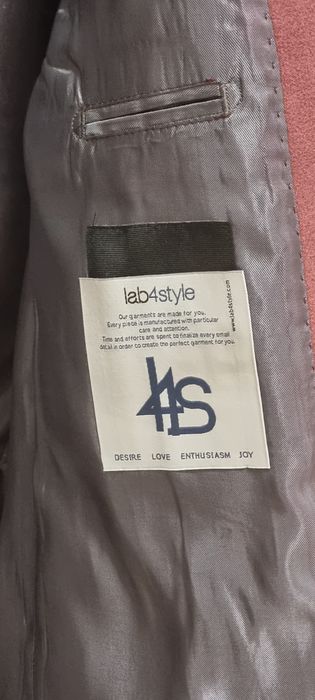 lab4style
Our garments are made for you.
Every piece is manufactured with particular
care and attention.
Time and efforts are spent to finalize every small
detail in order to create the perfect garment for you.
www.lab4style.com
L4S
DESIRE LOVE ENTHUSIASM JOY